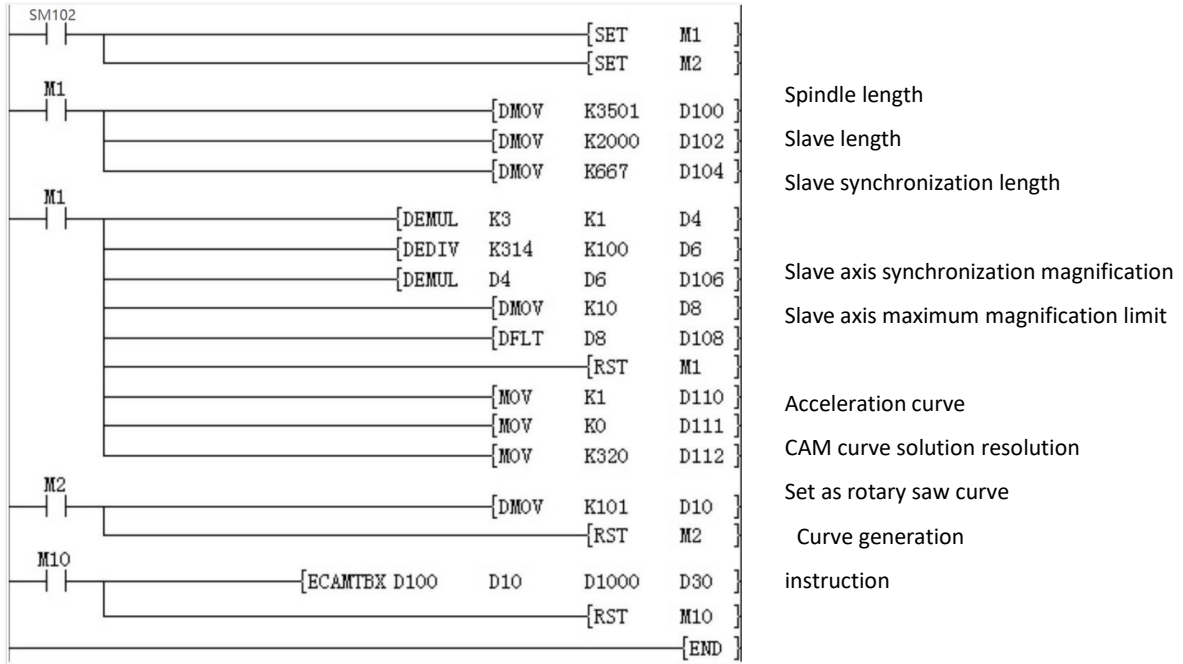 SM102
[SET M1 ]
[SET M2 ]
M1
[DMOV K3501 D100 ]
Spindle length
[DMOV K2000 D102 ]
Slave length
[DMOV K667 D104 ]
Slave synchronization length
M1
[DEMUL K3 K1 D4 ]
[DEDIV K314 K100 D6 ]
[DEMUL D4 D6 D106 ]
Slave axis synchronization magnification
[DMOV K10 D8 ]
Slave axis maximum magnification limit
[DFLT D8 D108 ]
[RST M1 ]
[MOV K1 D110 ]
Acceleration curve
[MOV K0 D111 ]
CAM curve solution resolution
[MOV K320 D112 ]
M2
Set as rotary saw curve
[DMOV K101 D10 ]
[RST M2 ]
Curve generation
M10
[ECAMTBX D100 D10 D1000 D30 ]
instruction
[RST M10 ]
[END ]